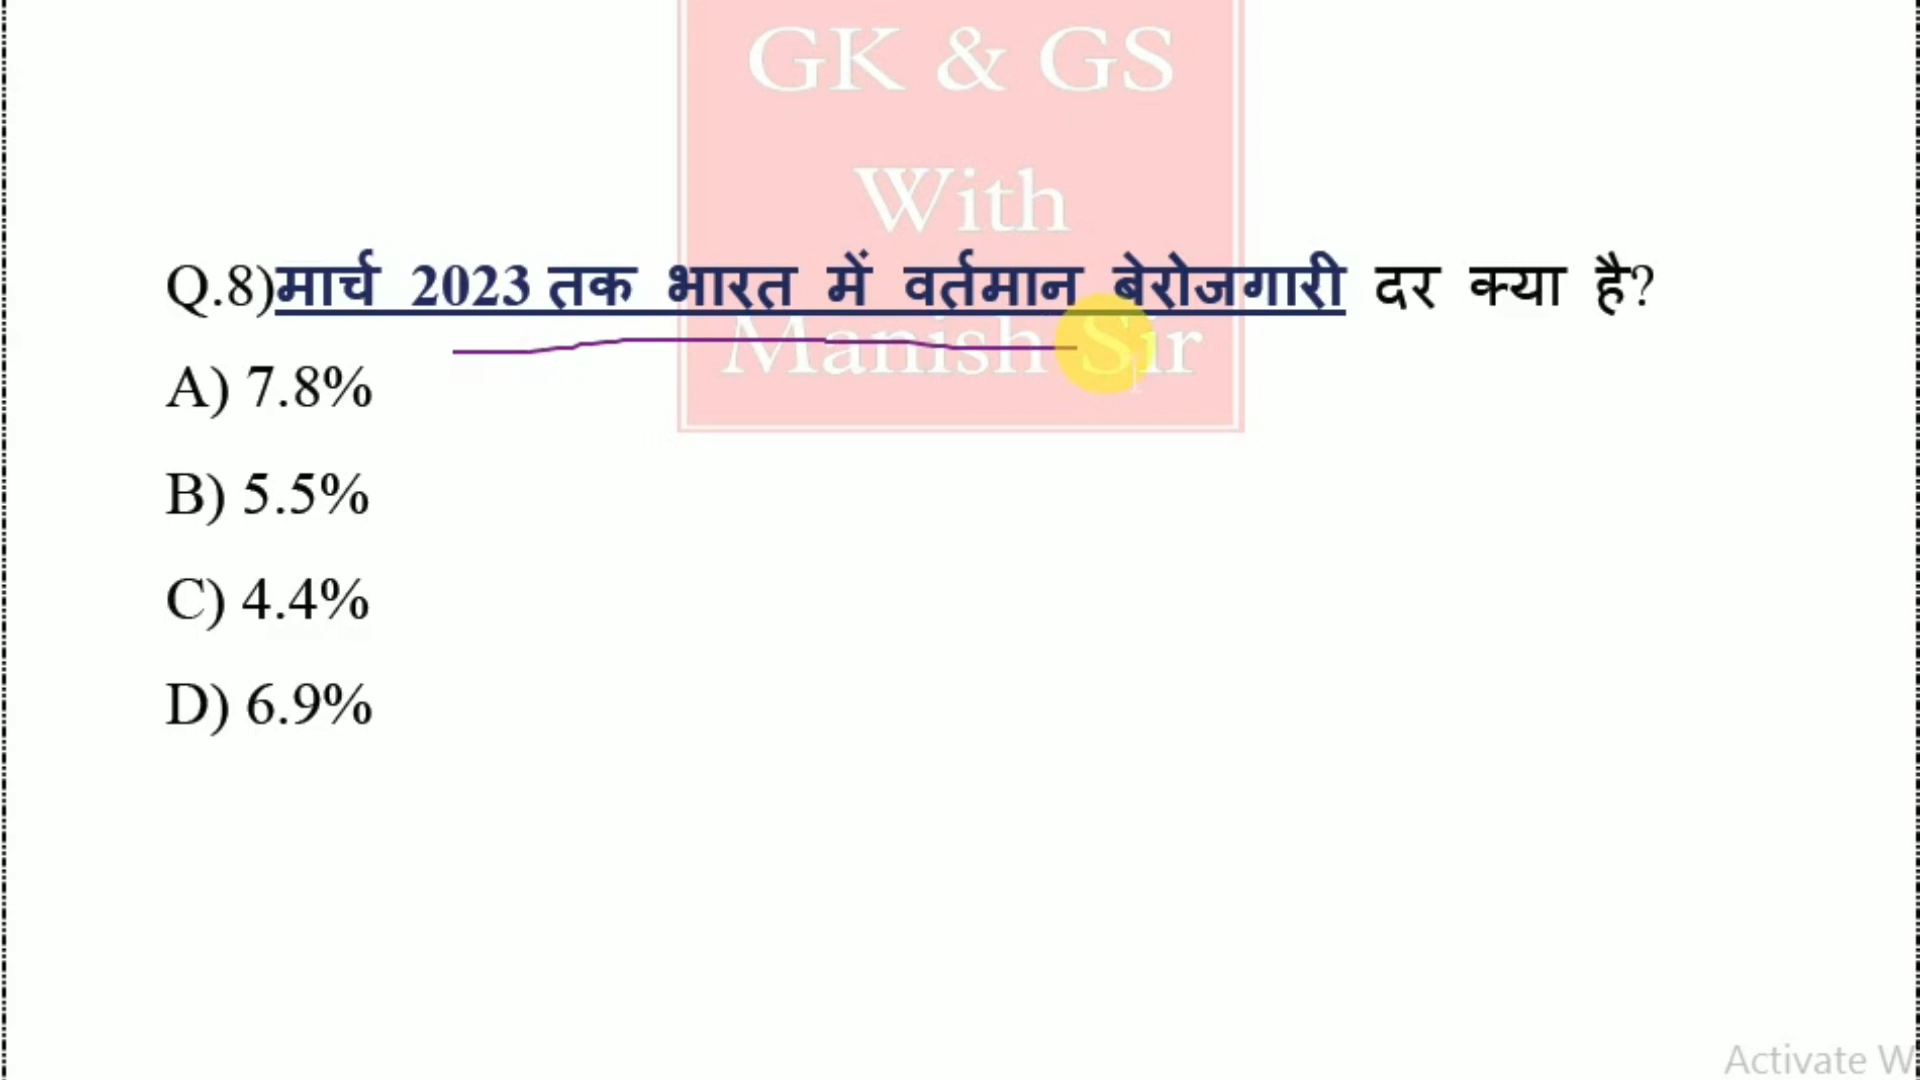 GK & GS
With
Manish Sir
Q.8)मार्च 2023 तक भारत में वर्तमान बेरोजगारी दर क्या है?
A) 7.8%
B) 5.5%
C) 4.4%
D) 6.9%
Activate W